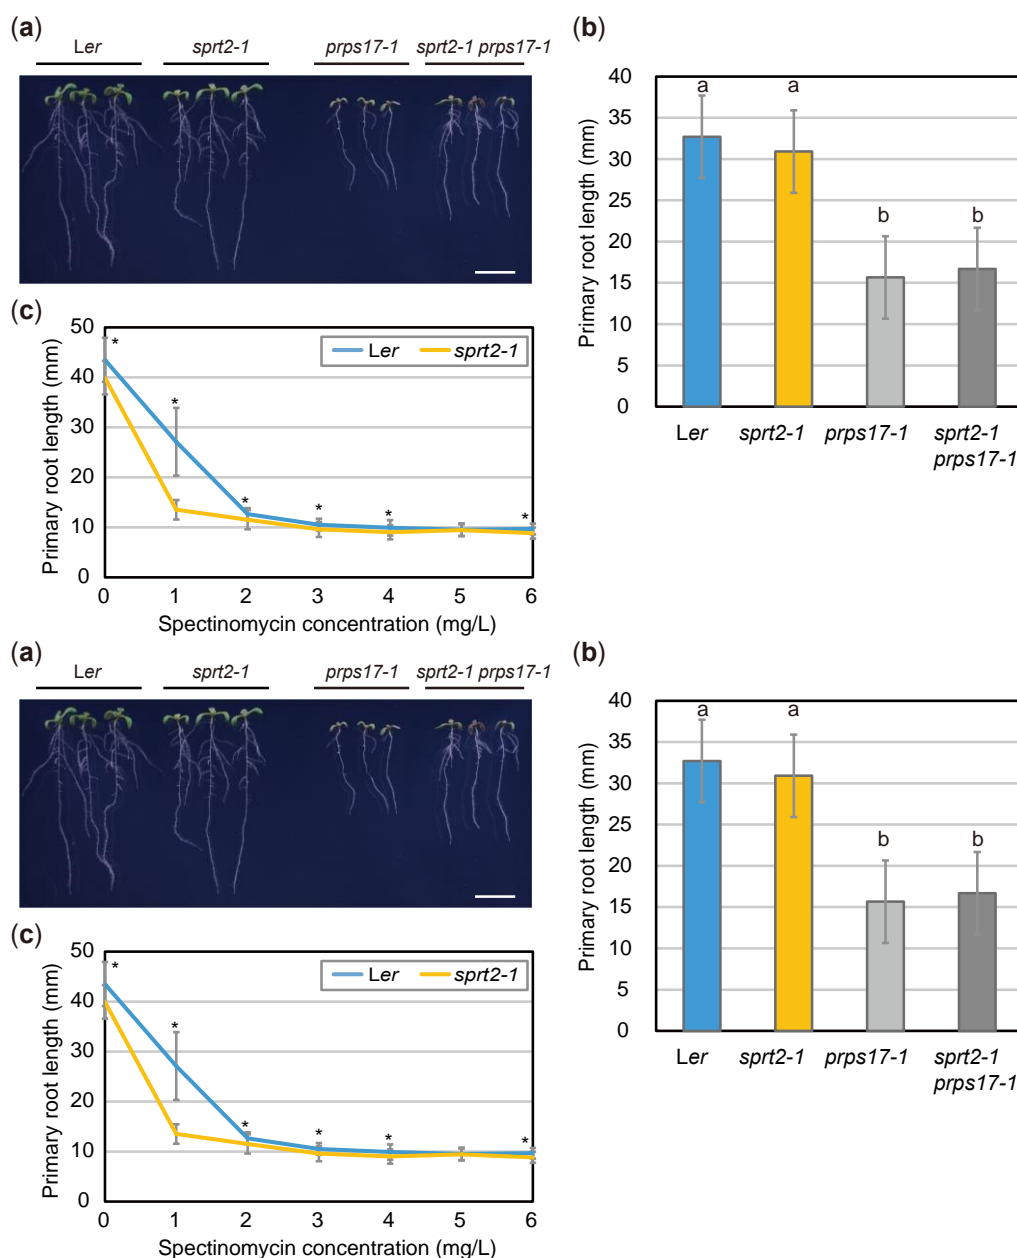 (a)
Ler sprt2-1 prps17-1 sprt2-1 prps17-1
(b)
Primary root length (mm)
40
35
30
25
20
15
10
5
0
a
a
b
b
Ler sprt2-1 prps17-1 sprt2-1
prps17-1
(c)
Primary root length (mm)
50
40
30
20
10
0
Ler sprt2-1
*
*
*
*
*
*
0 1 2 3 4 5 6
Spectinomycin concentration (mg/L)
(a)
Ler sprt2-1 prps17-1 sprt2-1 prps17-1
(b)
Primary root length (mm)
40
35
30
25
20
15
10
5
0
a
a
b
b
Ler sprt2-1 prps17-1 sprt2-1
prps17-1
(c)
Primary root length (mm)
50
40
30
20
10
0
Ler sprt2-1
*
*
*
*
*
*
0 1 2 3 4 5 6
Spectinomycin concentration (mg/L)